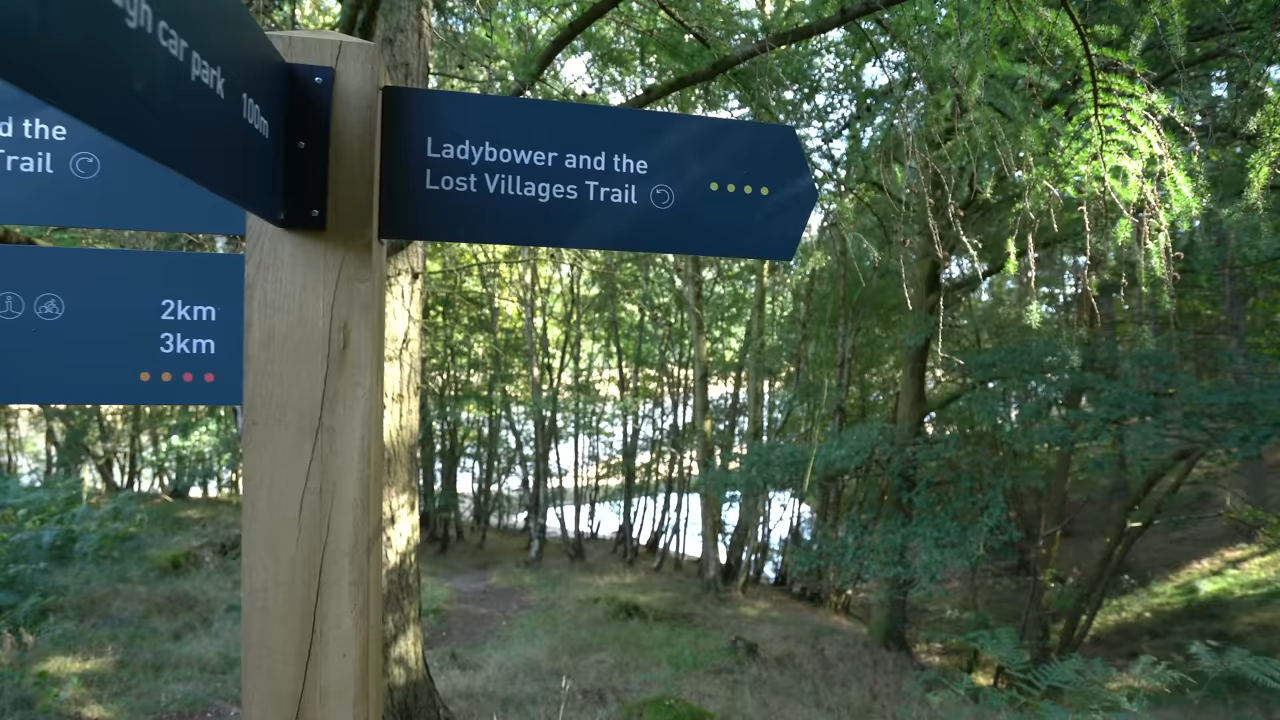 car park 100m
d the
Trail
Ladybower and the
Lost Villages Trail
2km
3km